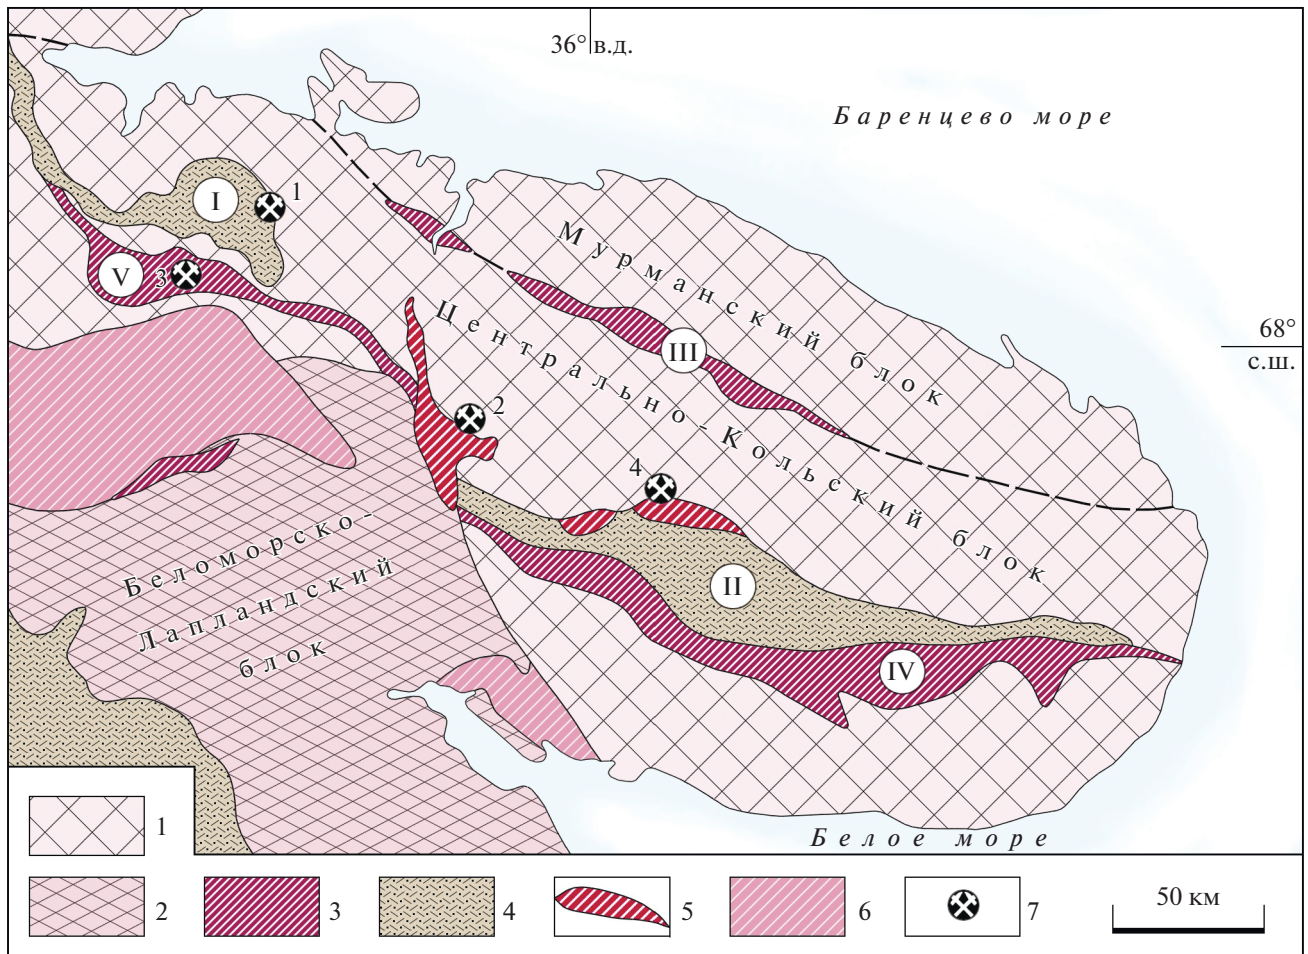 36° в.д.
Баренцево море
I
1
V
3
Мурманский блок
68°
с.ш.
III
Центрально-Кольский блок
2
4
II
Беломорско-
Лапландский
блок
IV
Белое море
1
2
3
4
5
6
7
50 км